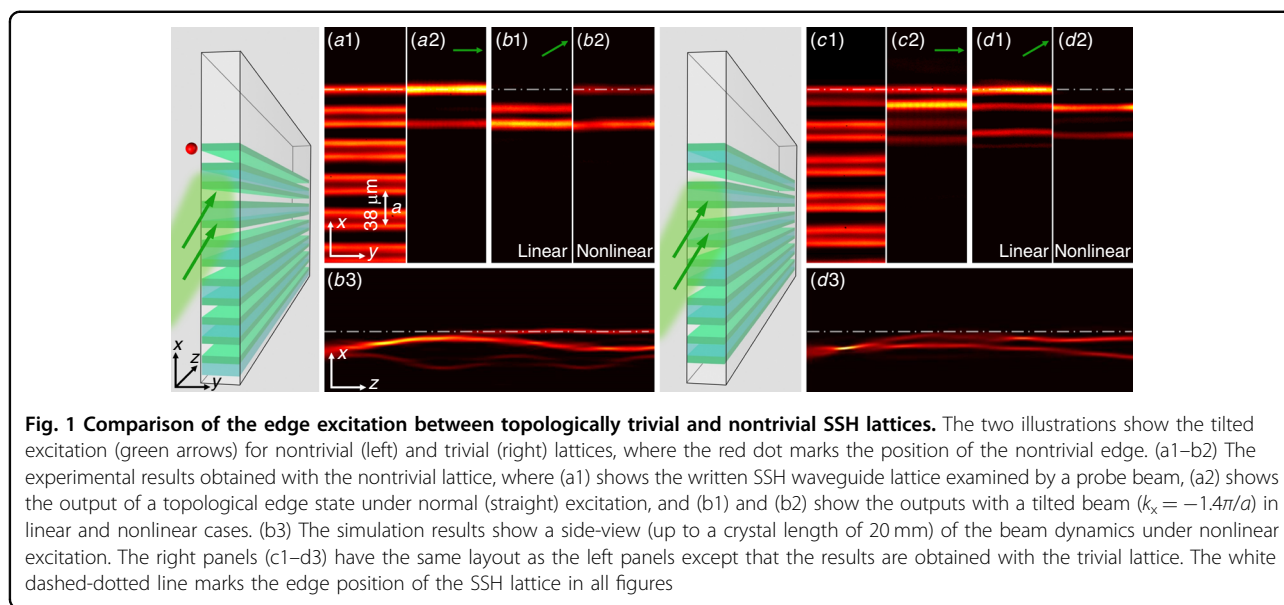 (a1) (a2) (b1) (b2) (c1) (c2) (d1) (d2)
38 μm
a
x
y
Linear Nonlinear
x
y
Linear Nonlinear
(b3) (d3)
x
z
y
x
z
Fig. 1 Comparison of the edge excitation between topologically trivial and nontrivial SSH lattices. The two illustrations show the tilted
excitation (green arrows) for nontrivial (left) and trivial (right) lattices, where the red dot marks the position of the nontrivial edge. (a1–b2) The
experimental results obtained with the nontrivial lattice, where (a1) shows the written SSH waveguide lattice examined by a probe beam, (a2) shows
the output of a topological edge state under normal (straight) excitation, and (b1) and (b2) show the outputs with a tilted beam (kₓ = −1.4π/a) in
linear and nonlinear cases. (b3) The simulation results show a side-view (up to a crystal length of 20 mm) of the beam dynamics under nonlinear
excitation. The right panels (c1–d3) have the same layout as the left panels except that the results are obtained with the trivial lattice. The white
dashed-dotted line marks the edge position of the SSH lattice in all figures